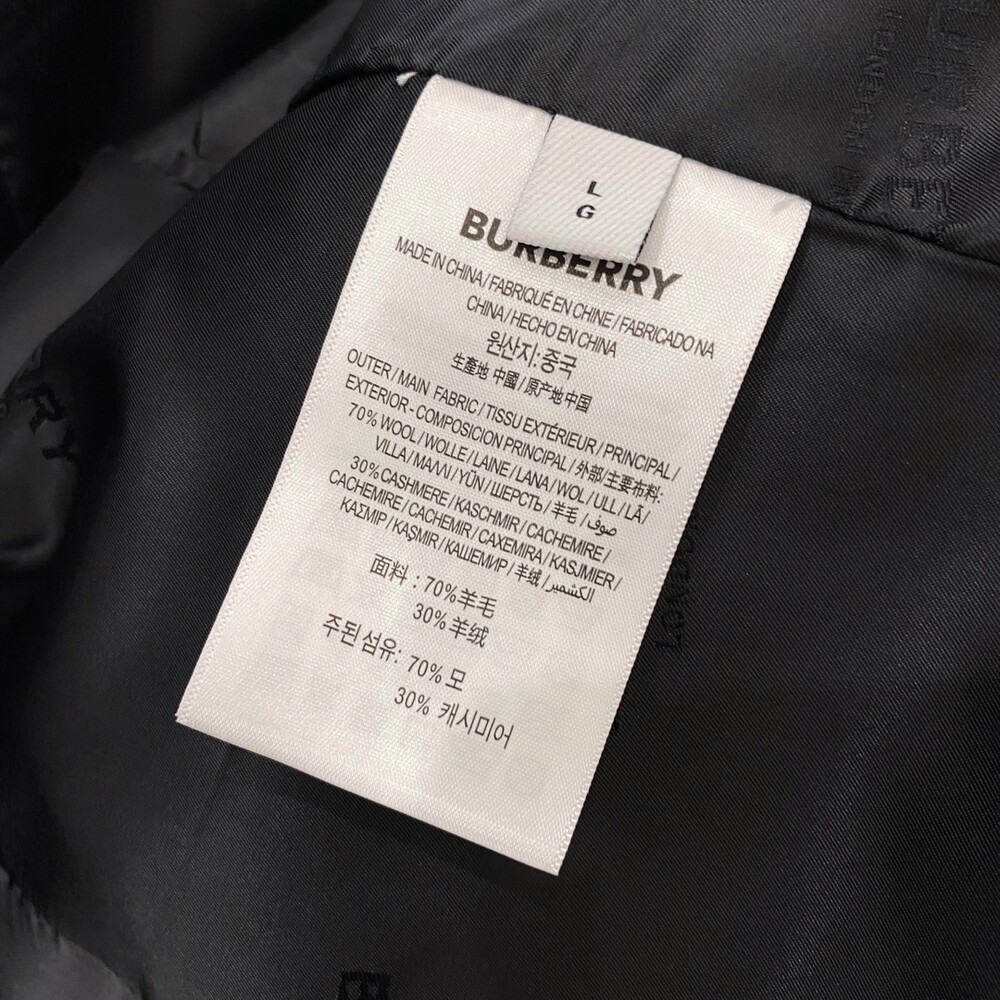 L
G
BURBERRY
MADE IN CHINA / FABRIQUÉ EN CHINE / FABRICADO NA
CHINA / HECHO EN CHINA
원산지: 중국
生產地 中國 / 原产地 中国
OUTER / MAIN FABRIC / TISSU EXTÉRIEUR / PRINCIPAL /
EXTERIOR - COMPOSICION PRINCIPAL / 外部/主要布料:
70% WOOL / WOLLE / LAINE / LANA / WOL / ULL / LÃ /
VILLA / ΜΑΛΛΙ / YÜN / ШЕРСТЬ / 羊毛 / صوف /
30% CASHMERE / KASCHMIR / CACHEMIRE /
CACHEMIRE / CACHEMIR / CAXEMIRA / KASJMIER /
ΚΑΣΜΙΡ / KAŞMIR / КАШЕМИР / 羊绒 / الكشمير
面料 : 70% 羊毛
30% 羊绒
주된 섬유: 70% 모
30% 캐시미어